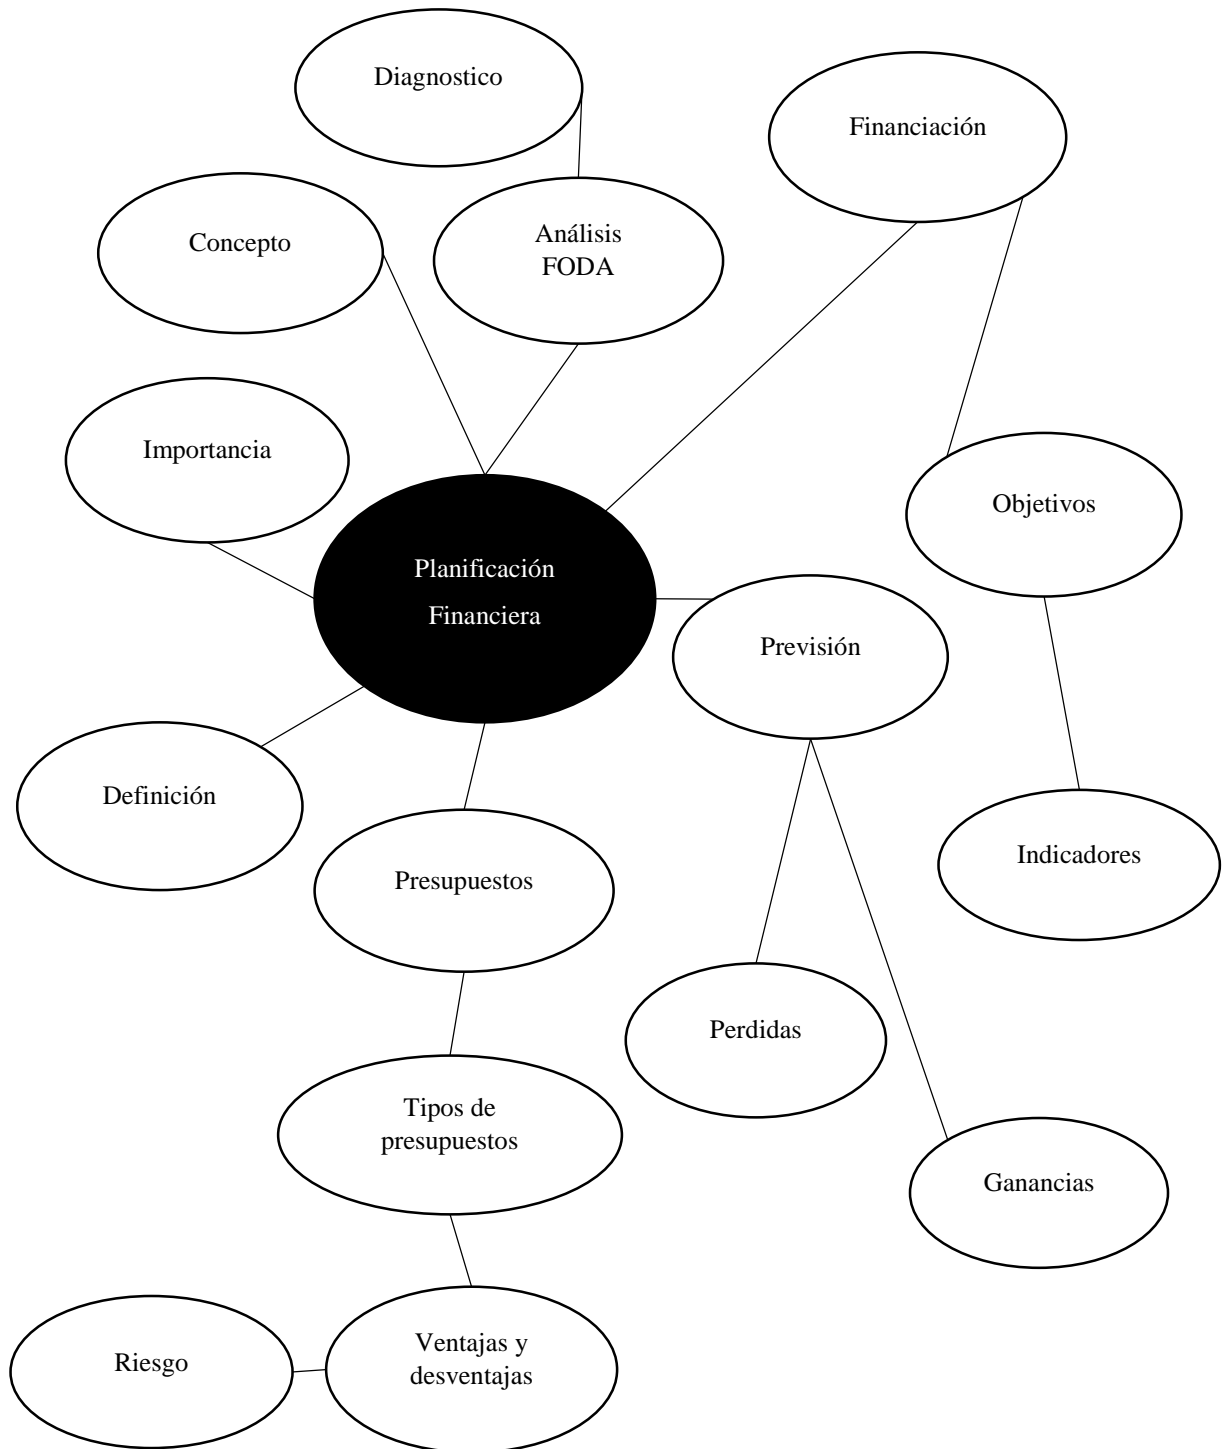 Diagnostico
Financiación
Concepto
Análisis
FODA
Importancia
Objetivos
Planificación
Financiera
Previsión
Definición
Presupuestos
Indicadores
Perdidas
Tipos de
presupuestos
Ganancias
Riesgo
Ventajas y
desventajas